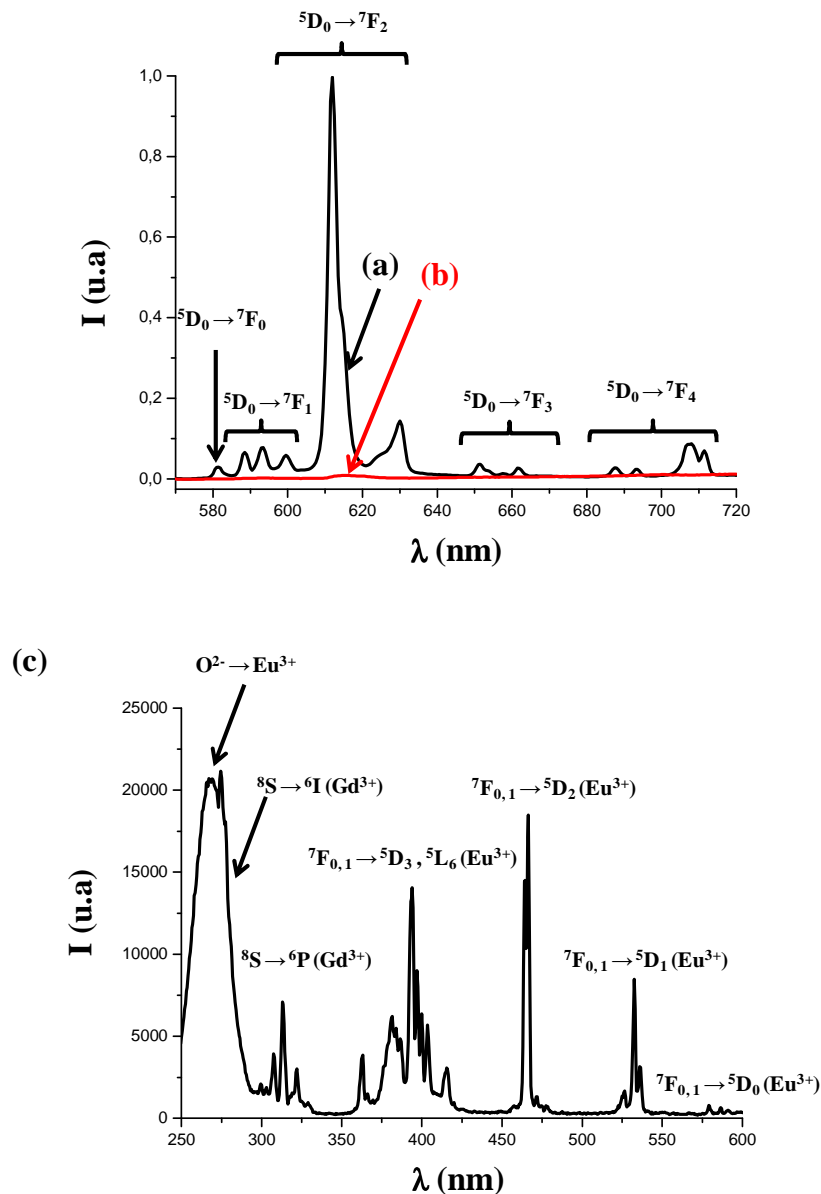 ⁵D₀→⁷F₂
1,0
0,8
0,6
0,4
0,2
0,0
I (u.a)
(a)
(b)
⁵D₀→⁷F₀
⁵D₀→⁷F₁
⁵D₀→⁷F₃
⁵D₀→⁷F₄
580 600 620 640 660 680 700 720
λ (nm)
(c)
O²⁻→Eu³⁺
25000
20000
15000
10000
5000
0
I (u.a)
⁸S→⁶I (Gd³⁺)
⁷F₀,₁→⁵D₂ (Eu³⁺)
⁷F₀,₁→⁵D₃ , ⁵L₆ (Eu³⁺)
⁸S→⁶P (Gd³⁺)
⁷F₀,₁→⁵D₁ (Eu³⁺)
⁷F₀,₁→⁵D₀ (Eu³⁺)
250 300 350 400 450 500 550 600
λ (nm)